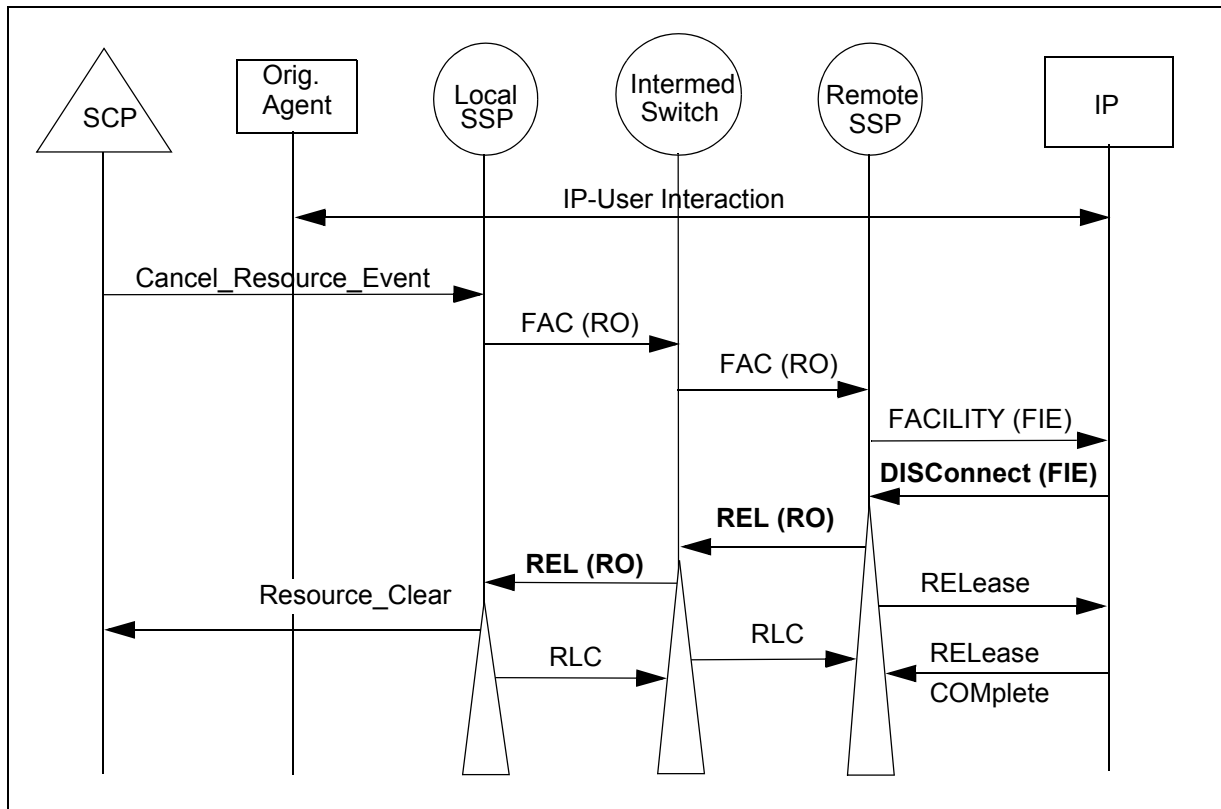 SCP
Orig.
Agent
Local
SSP
Intermed
Switch
Remote
SSP
IP
IP-User Interaction
Cancel_Resource_Event
FAC (RO)
FAC (RO)
FACILITY (FIE)
DISConnect (FIE)
REL (RO)
REL (RO)
Resource_Clear
RELease
RLC
RLC
RELease
COMplete